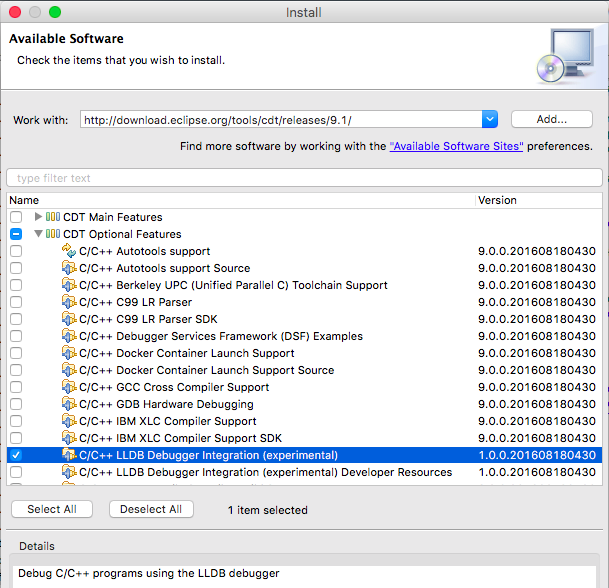 Install
Available Software
Check the items that you wish to install.
Work with: http://download.eclipse.org/tools/cdt/releases/9.1/ Add...
Find more software by working with the "Available Software Sites" preferences.
type filter text
Name Version
CDT Main Features
CDT Optional Features
C/C++ Autotools support 9.0.0.201608180430
C/C++ Autotools support Source 9.0.0.201608180430
C/C++ Berkeley UPC (Unified Parallel C) Toolchain Support 9.0.0.201608180430
C/C++ C99 LR Parser 9.0.0.201608180430
C/C++ C99 LR Parser SDK 9.0.0.201608180430
C/C++ Debugger Services Framework (DSF) Examples 9.0.0.201608180430
C/C++ Docker Container Launch Support 9.0.0.201608180430
C/C++ Docker Container Launch Support Source 9.0.0.201608180430
C/C++ GCC Cross Compiler Support 9.0.0.201608180430
C/C++ GDB Hardware Debugging 9.0.0.201608180430
C/C++ IBM XLC Compiler Support 9.0.0.201608180430
C/C++ IBM XLC Compiler Support SDK 9.0.0.201608180430
C/C++ LLDB Debugger Integration (experimental) 1.0.0.201608180430
C/C++ LLDB Debugger Integration (experimental) Developer Resources 1.0.0.201608180430
Select All Deselect All 1 item selected
Details
Debug C/C++ programs using the LLDB debugger